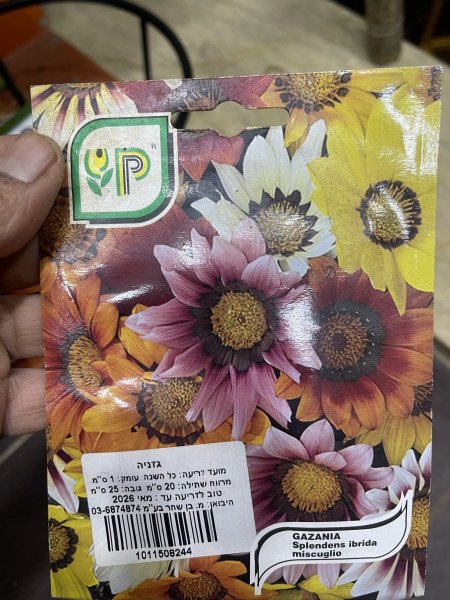 P
R
גזניה
מועד זריעה: כל השנה עומק: 1 ס"מ
מרווח שתילה: 20 ס"מ גובה: 25 ס"מ
טוב לזריעה עד: מאי 2026
היבואן: מ. בן שחר בע"מ 03-6874874
1011508244
GAZANIA
Splendens ibrida
miscuglio